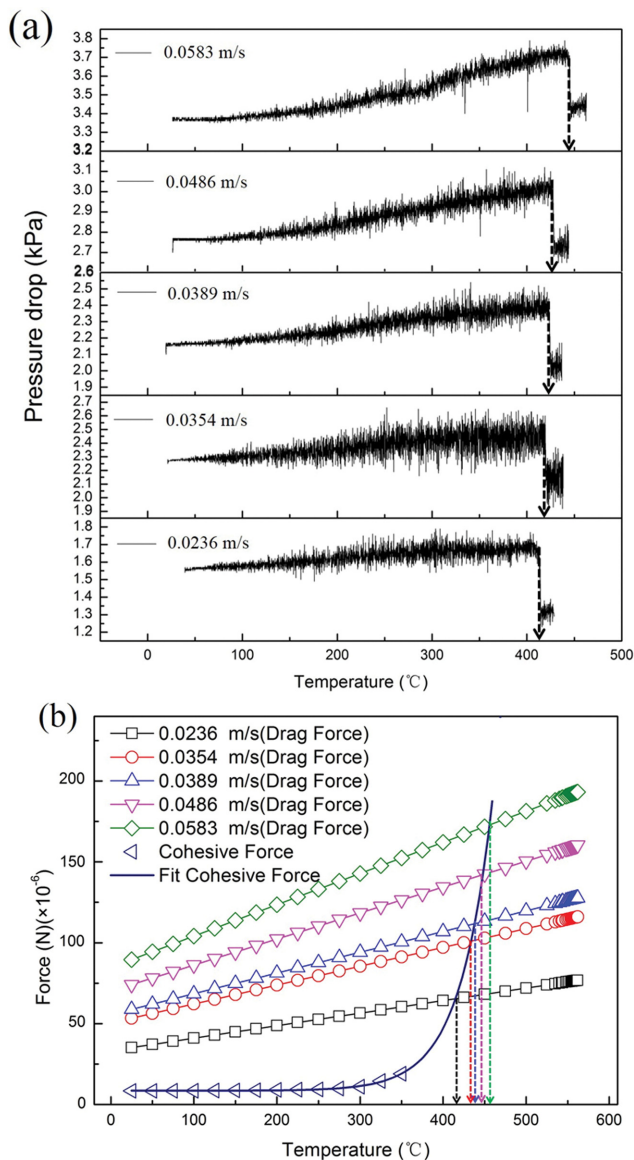 (a)
0.0583 m/s
3.8
3.7
3.6
3.5
3.4
3.3
3.2
0.0486 m/s
3.1
3.0
2.9
2.8
2.7
2.6
0.0389 m/s
2.5
2.4
2.3
2.2
2.1
2.0
1.9
0.0354 m/s
2.7
2.6
2.5
2.4
2.3
2.2
2.1
2.0
1.9
0.0236 m/s
1.8
1.7
1.6
1.5
1.4
1.3
1.2
Pressure drop (kPa)
0 100 200 300 400 500
Temperature (℃)
(b)
0.0236 m/s(Drag Force)
0.0354 m/s(Drag Force)
0.0389 m/s(Drag Force)
0.0486 m/s(Drag Force)
0.0583 m/s(Drag Force)
Cohesive Force
Fit Cohesive Force
200
150
100
50
0
Force (N)(×10⁻⁶)
0 100 200 300 400 500 600
Temperature (℃)